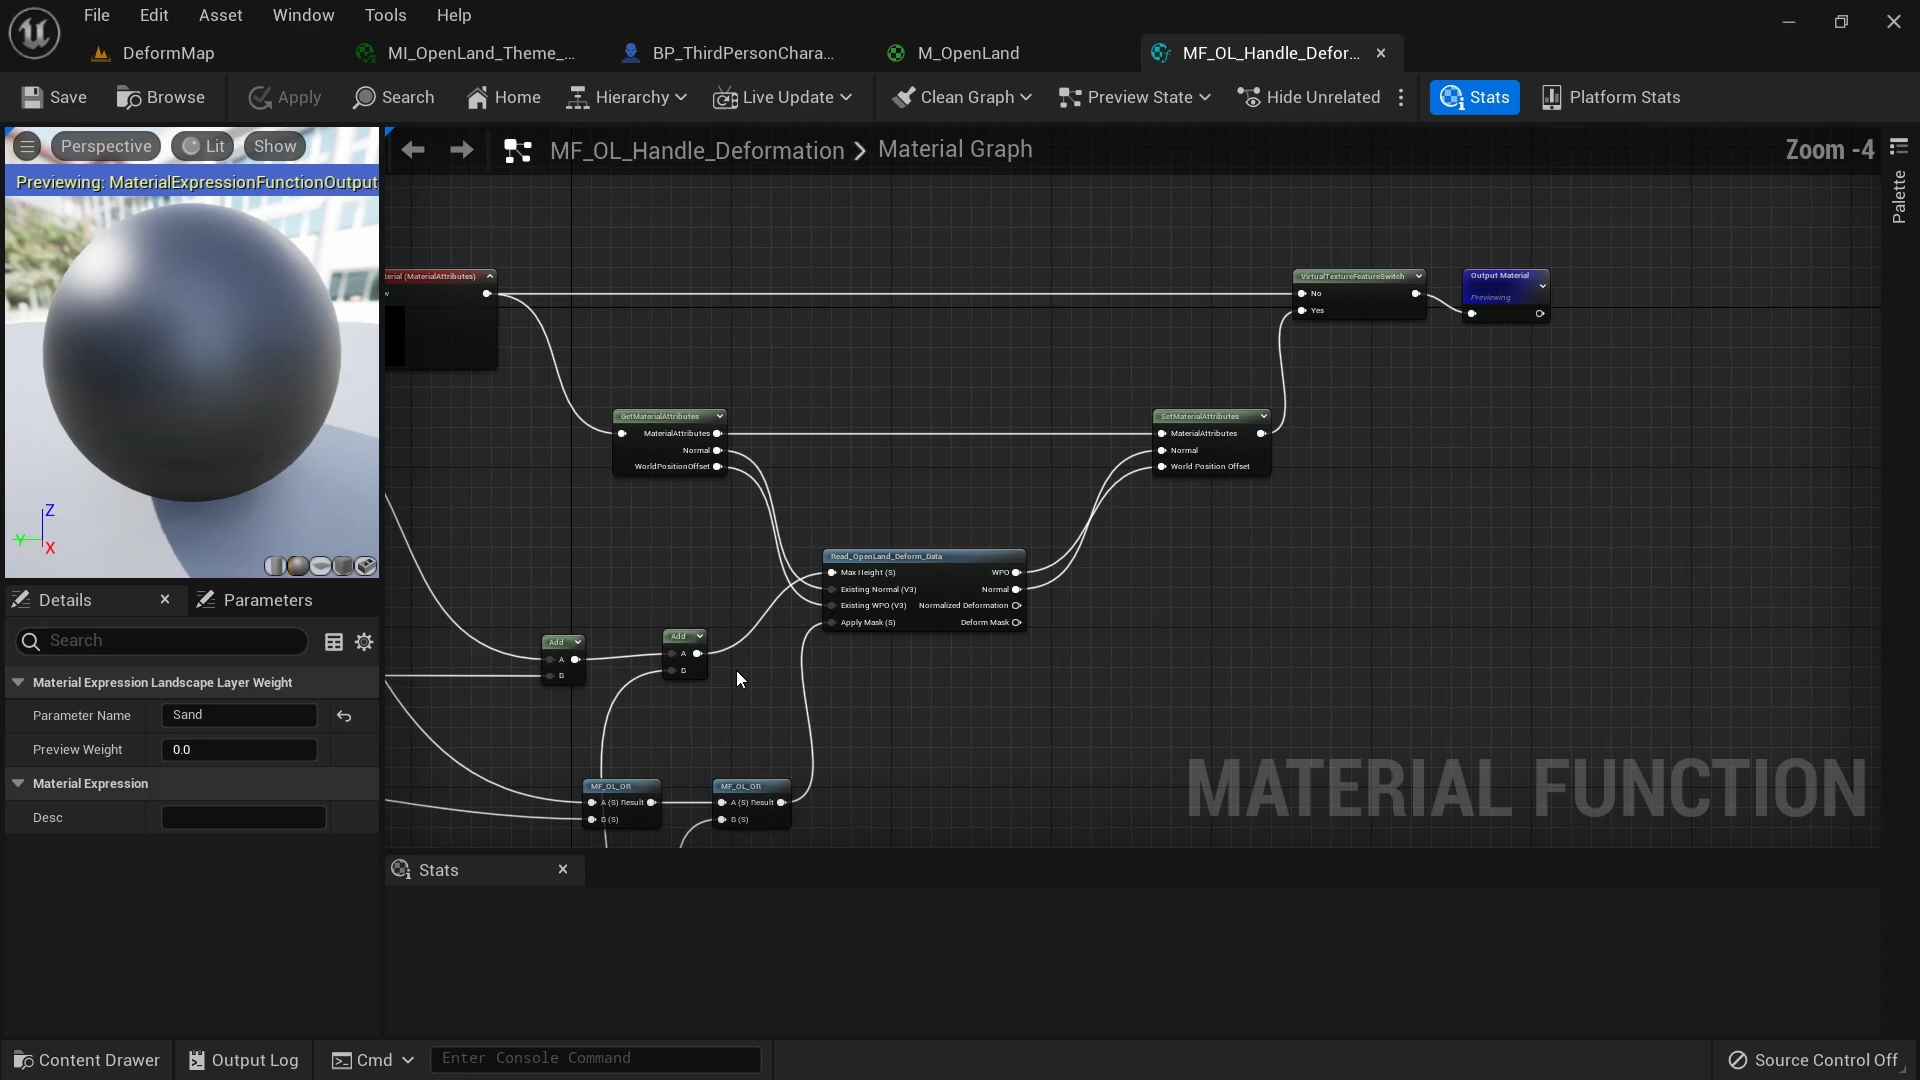 File Edit Asset Window Tools Help
DeformMap
MI_OpenLand_Theme_...
BP_ThirdPersonChara...
M_OpenLand
MF_OL_Handle_Defor...
Save
Browse
Apply
Search
Home
Hierarchy
Live Update
Clean Graph
Preview State
Hide Unrelated
Stats
Platform Stats
Perspective
Lit
Show
MF_OL_Handle_Deformation > Material Graph
Zoom -4
Palette
Previewing: MaterialExpressionFunctionOutput
Z
Y
X
terial (MaterialAttributes)
VirtualTextureFeatureSwitch
No
Yes
Output Material
Previewing
GetMaterialAttributes
MaterialAttributes
Normal
WorldPositionOffset
SetMaterialAttributes
MaterialAttributes
Normal
World Position Offset
Read_OpenLand_Deform_Data
Max Height (S) WPO
Existing Normal (V3) Normal
Existing WPO (V3) Normalized Deformation
Apply Mask (S) Deform Mask
Add
A
B
Add
A
B
MF_OL_OR
A (S) Result
B (S)
MF_OL_OR
A (S) Result
B (S)
MATERIAL FUNCTION
Details
Parameters
Search
Material Expression Landscape Layer Weight
Parameter Name Sand
Preview Weight 0.0
Material Expression
Desc
Stats
Content Drawer
Output Log
Cmd
Enter Console Command
Source Control Off